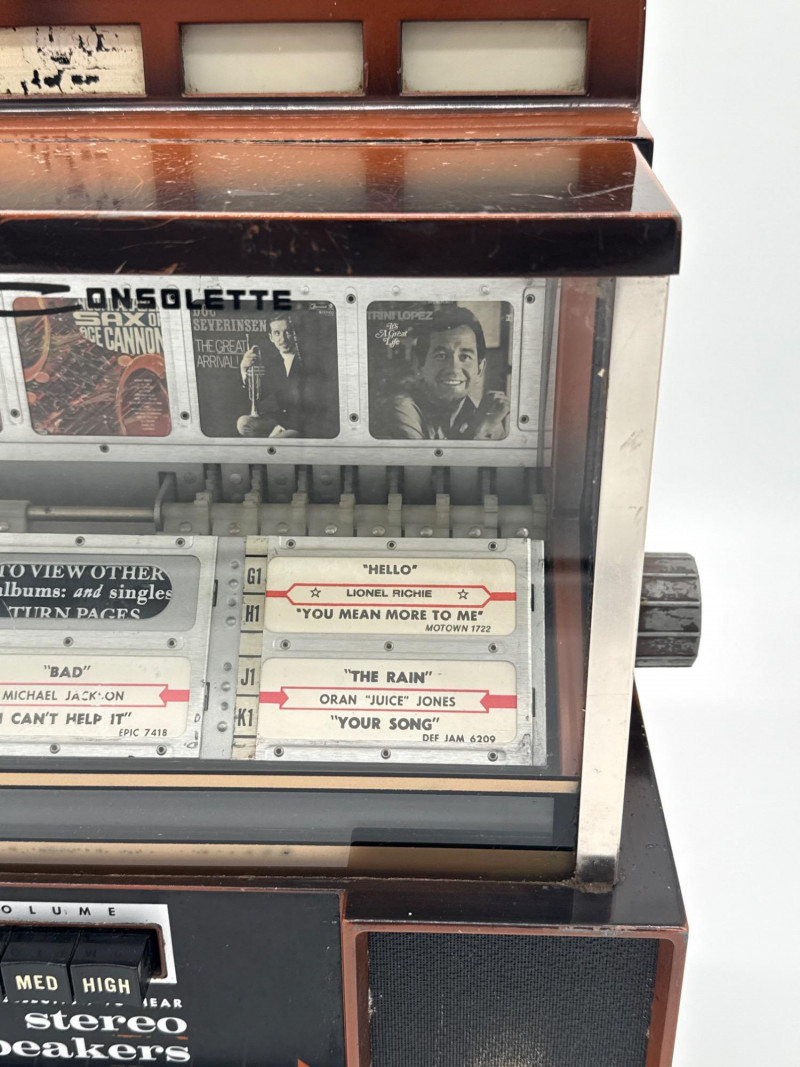 ONSOLETTE
SAX
CANNON
DOC
SEVERINSEN
THE GREAT
ARRIVAL!
TRINI LOPEZ
It's
A Great
Life
TO VIEW OTHER
albums: and singles
TURN PAGES
"BAD"
MICHAEL JACKSON
I CAN'T HELP IT"
EPIC 7418
G1
H1
J1
K1
"HELLO"
LIONEL RICHIE
"YOU MEAN MORE TO ME"
MOTOWN 1722
"THE RAIN"
ORAN "JUICE" JONES
"YOUR SONG"
DEF JAM 6209
OLUME
MED
HIGH
HEAR
stereo
peakers